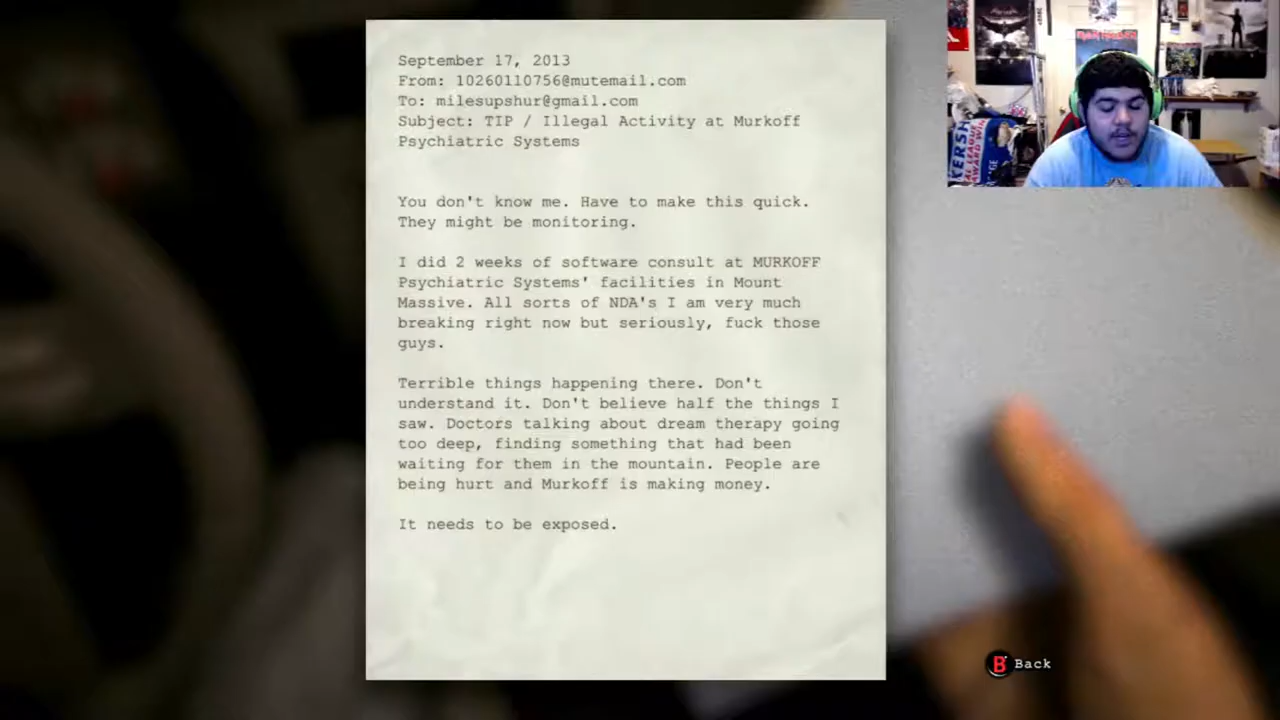 September 17, 2013
From: 10260110756@mutemail.com
To: milesupshur@gmail.com
Subject: TIP / Illegal Activity at Murkoff
Psychiatric Systems
You don't know me. Have to make this quick.
They might be monitoring.
I did 2 weeks of software consult at MURKOFF
Psychiatric Systems' facilities in Mount
Massive. All sorts of NDA's I am very much
breaking right now but seriously, fuck those
guys.
Terrible things happening there. Don't
understand it. Don't believe half the things I
saw. Doctors talking about dream therapy going
too deep, finding something that had been
waiting for them in the mountain. People are
being hurt and Murkoff is making money.
It needs to be exposed.
IRON MAIDEN
B Back